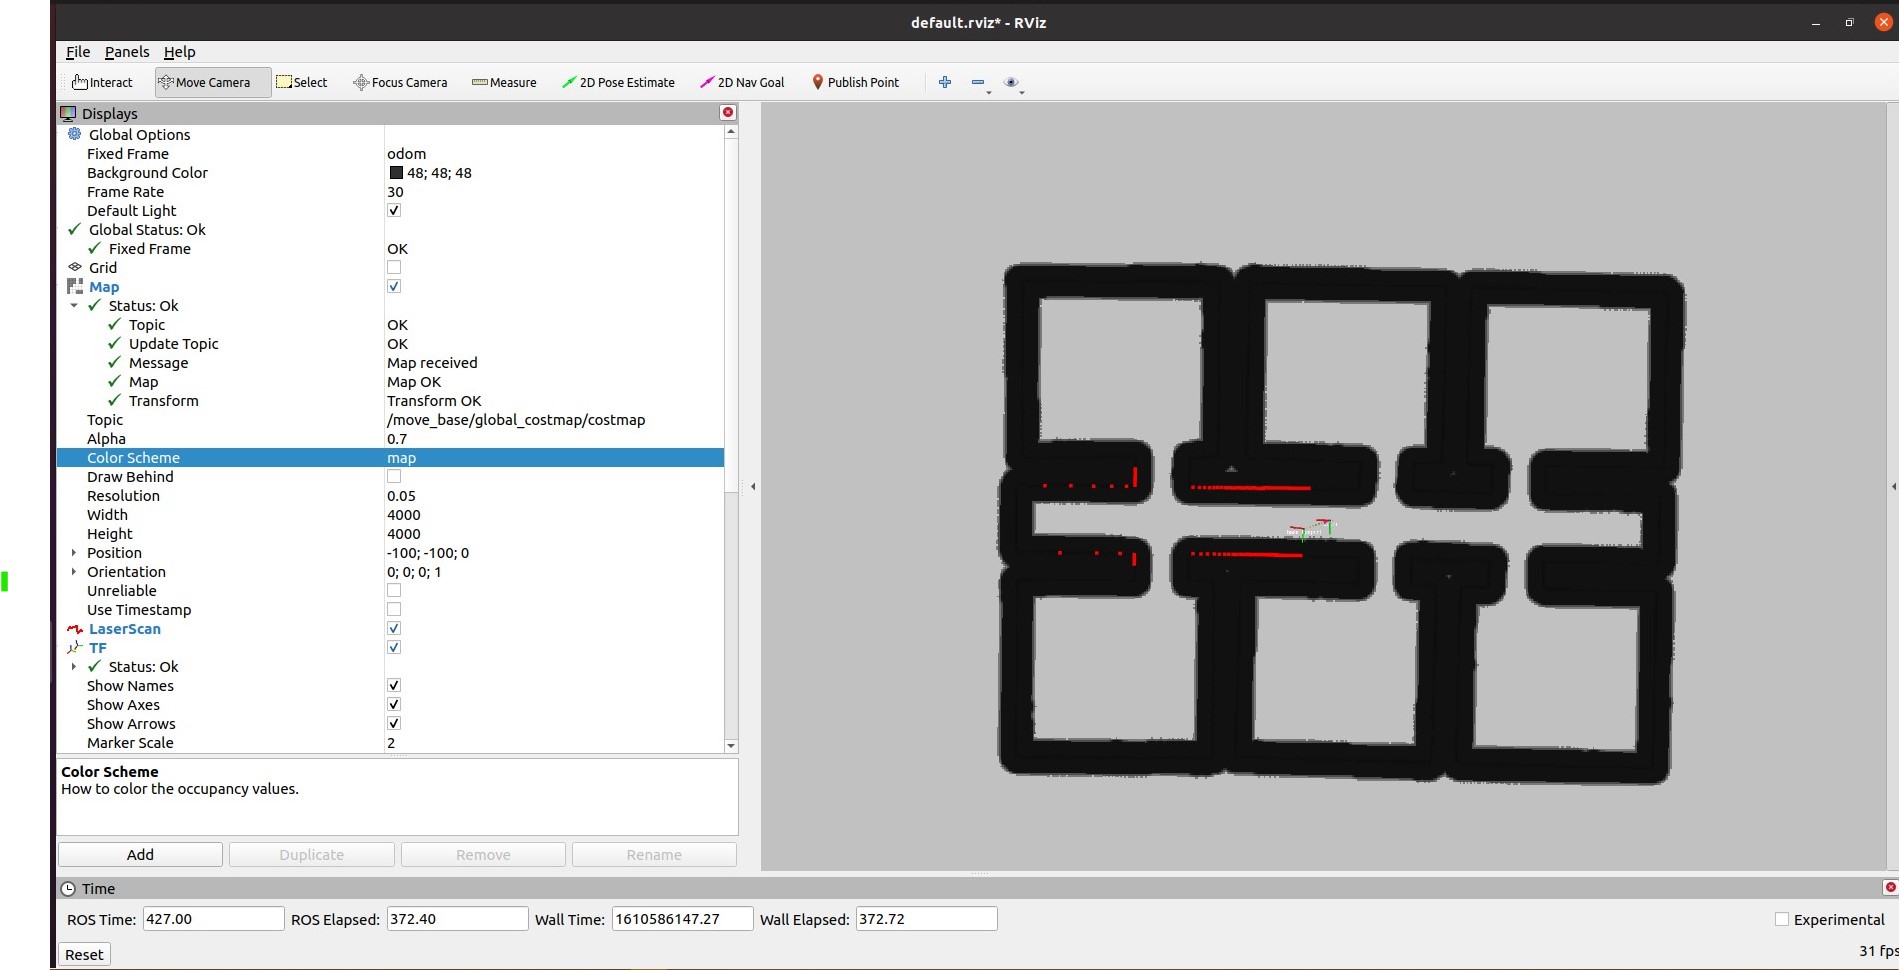 default.rviz* - RViz
File Panels Help
Interact Move Camera Select Focus Camera Measure 2D Pose Estimate 2D Nav Goal Publish Point
Displays
Global Options
Fixed Frame odom
Background Color 48; 48; 48
Frame Rate 30
Default Light
Global Status: Ok
Fixed Frame OK
Grid
Map
Status: Ok
Topic OK
Update Topic OK
Message Map received
Map Map OK
Transform Transform OK
Topic /move_base/global_costmap/costmap
Alpha 0.7
Color Scheme map
Draw Behind
Resolution 0.05
Width 4000
Height 4000
Position -100; -100; 0
Orientation 0; 0; 0; 1
Unreliable
Use Timestamp
LaserScan
TF
Status: Ok
Show Names
Show Axes
Show Arrows
Marker Scale 2
Color Scheme
How to color the occupancy values.
Add Duplicate Remove Rename
Time
ROS Time: 427.00 ROS Elapsed: 372.40 Wall Time: 1610586147.27 Wall Elapsed: 372.72 Experimental
Reset 31 fps